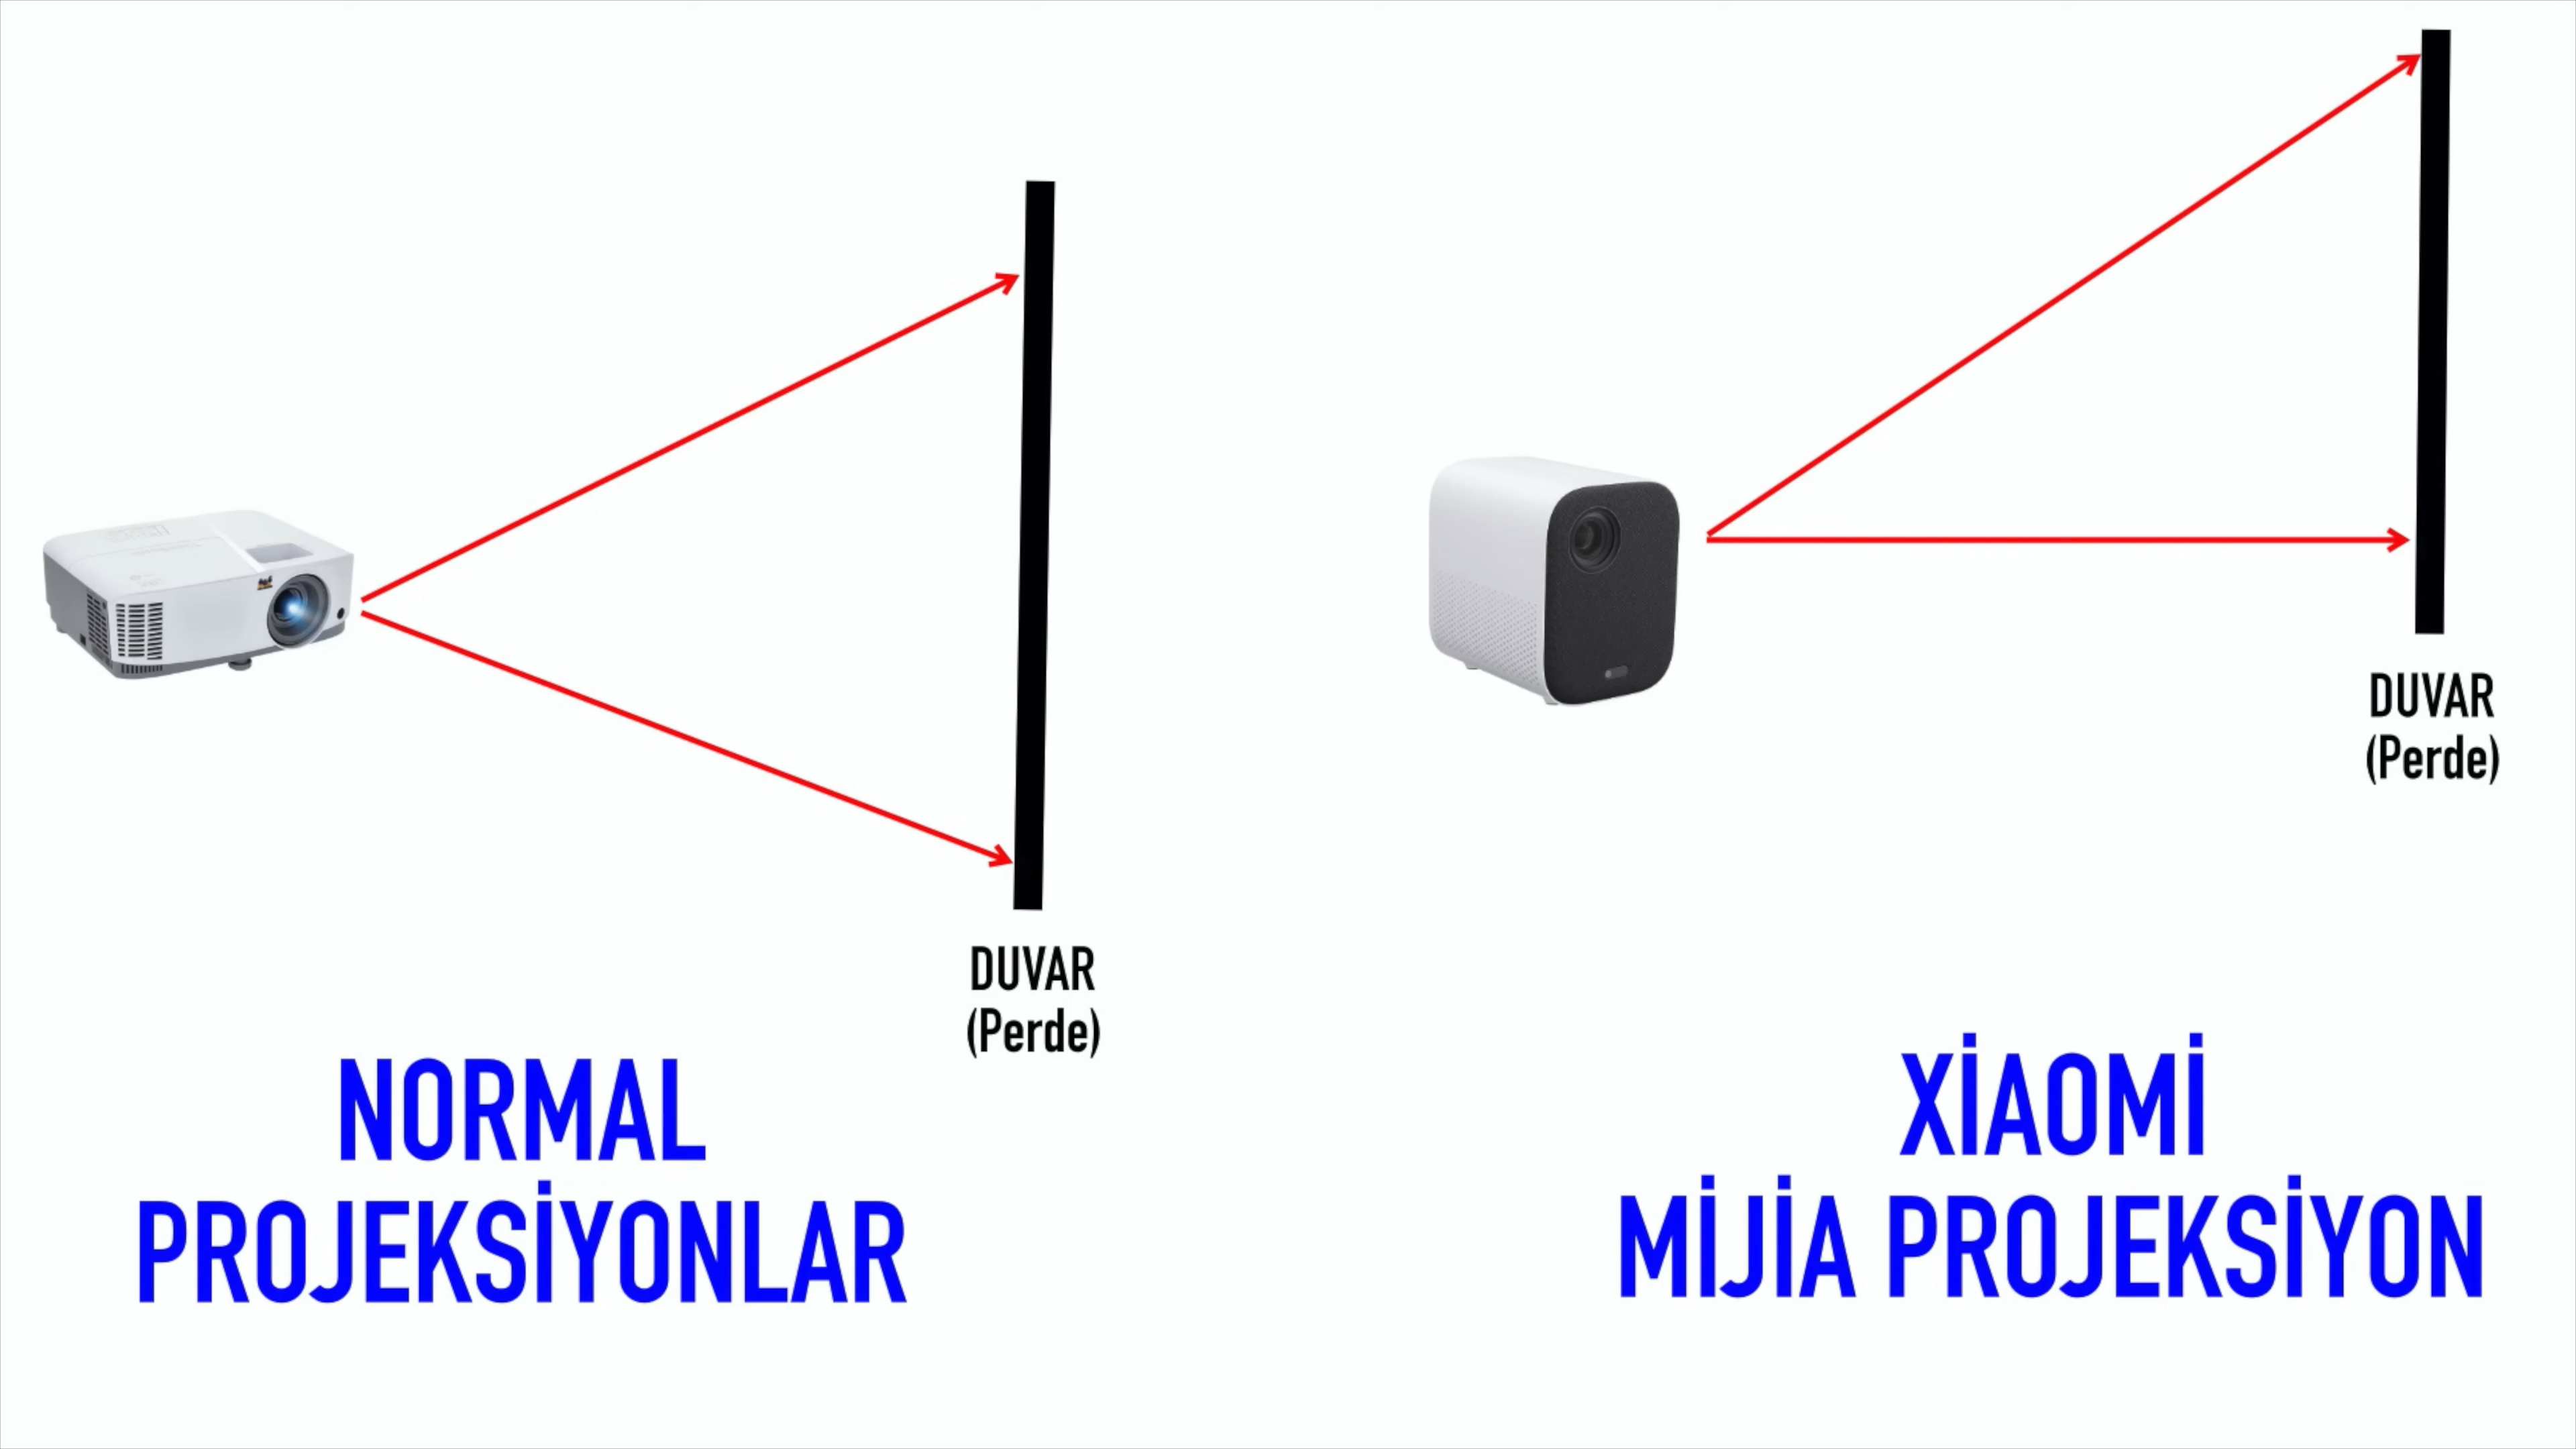 DUVAR
(Perde)
NORMAL
PROJEKSİYONLAR
DUVAR
(Perde)
XİAOMİ
MİJİA PROJEKSİYON